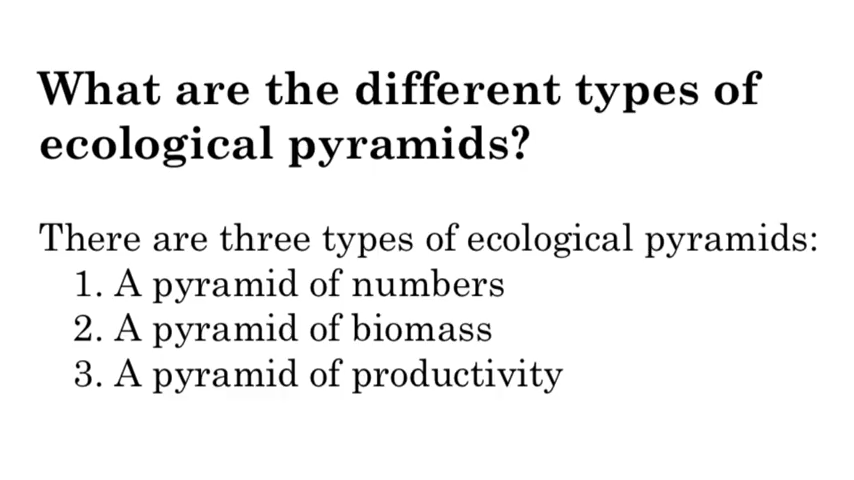 What are the different types of
ecological pyramids?
There are three types of ecological pyramids:
1. A pyramid of numbers
2. A pyramid of biomass
3. A pyramid of productivity